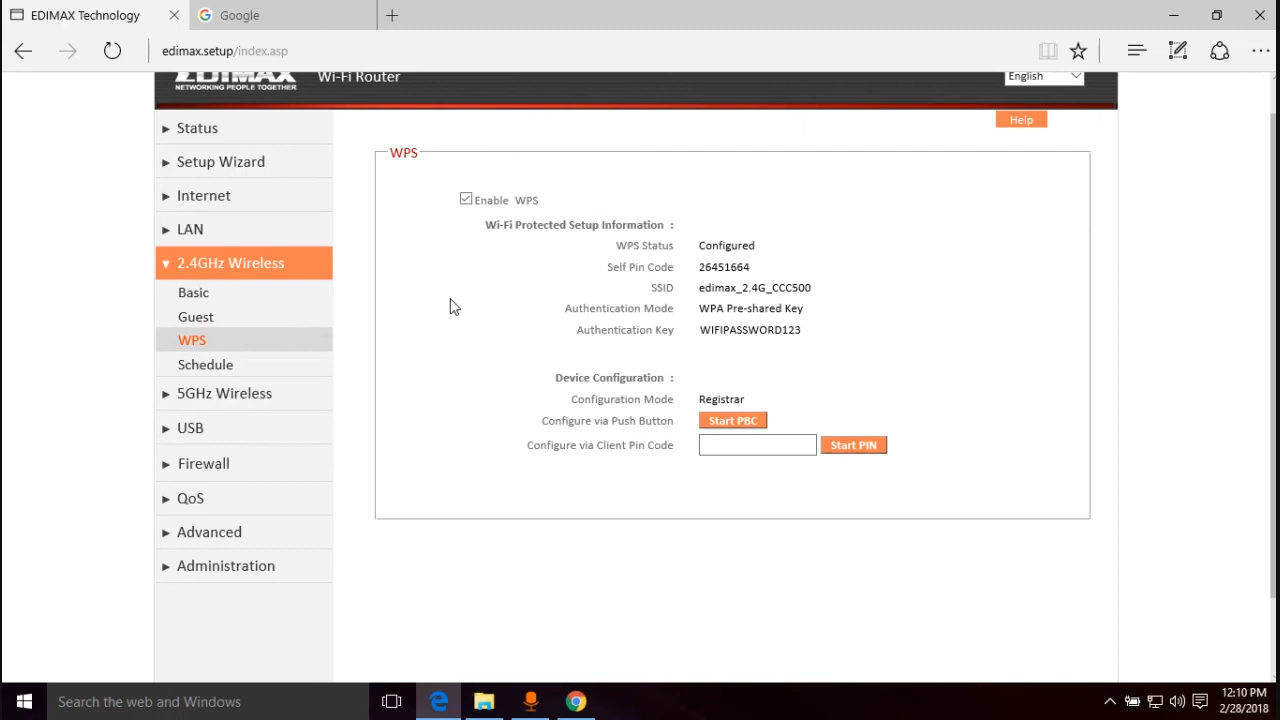 EDIMAX Technology
Google
edimax.setup/index.asp
EDIMAX
NETWORKING PEOPLE TOGETHER
Wi-Fi Router
English
Help
Status
Setup Wizard
Internet
LAN
2.4GHz Wireless
Basic
Guest
WPS
Schedule
5GHz Wireless
USB
Firewall
QoS
Advanced
Administration
WPS
Enable WPS
Wi-Fi Protected Setup Information :
WPS Status Configured
Self Pin Code 26451664
SSID edimax_2.4G_CCC500
Authentication Mode WPA Pre-shared Key
Authentication Key WIFIPASSWORD123
Device Configuration :
Configuration Mode Registrar
Configure via Push Button Start PBC
Configure via Client Pin Code Start PIN
Search the web and Windows
12:10 PM
2/28/2018